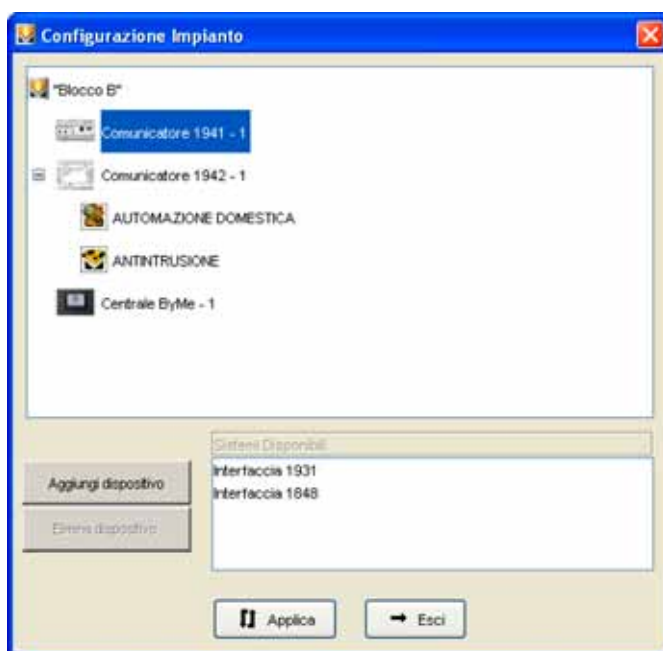 Configurazione Impianto
"Blocco B"
Comunicatore 1941 - 1
Comunicatore 1942 - 1
AUTOMAZIONE DOMESTICA
ANTINTRUSIONE
Centrale ByMe - 1
Sistemi Disponibili
Aggiungi dispositivo
Interfaccia 1931
Interfaccia 1848
Elimina dispositivo
Applica
Esci